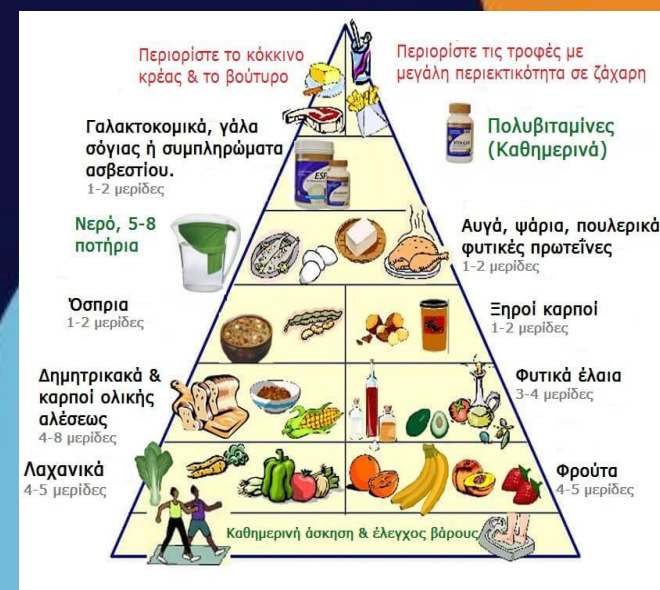 Περιορίστε το κόκκινο
κρέας & το βούτυρο
Περιορίστε τις τροφές με
μεγάλη περιεκτικότητα σε ζάχαρη
Γαλακτοκομικά, γάλα
σόγιας ή συμπληρώματα
ασβεστίου.
1-2 μερίδες
Πολυβιταμίνες
(Καθημερινά)
Νερό, 5-8
ποτήρια
Αυγά, ψάρια, πουλερικά
φυτικές πρωτεΐνες
1-2 μερίδες
Όσπρια
1-2 μερίδες
Ξηροί καρποί
1-2 μερίδες
Δημητρικακά &
καρποί ολικής
αλέσεως
4-8 μερίδες
Φυτικά έλαια
3-4 μερίδες
Λαχανικά
4-5 μερίδες
Φρούτα
4-5 μερίδες
Καθημερινή άσκηση & έλεγχος βάρους